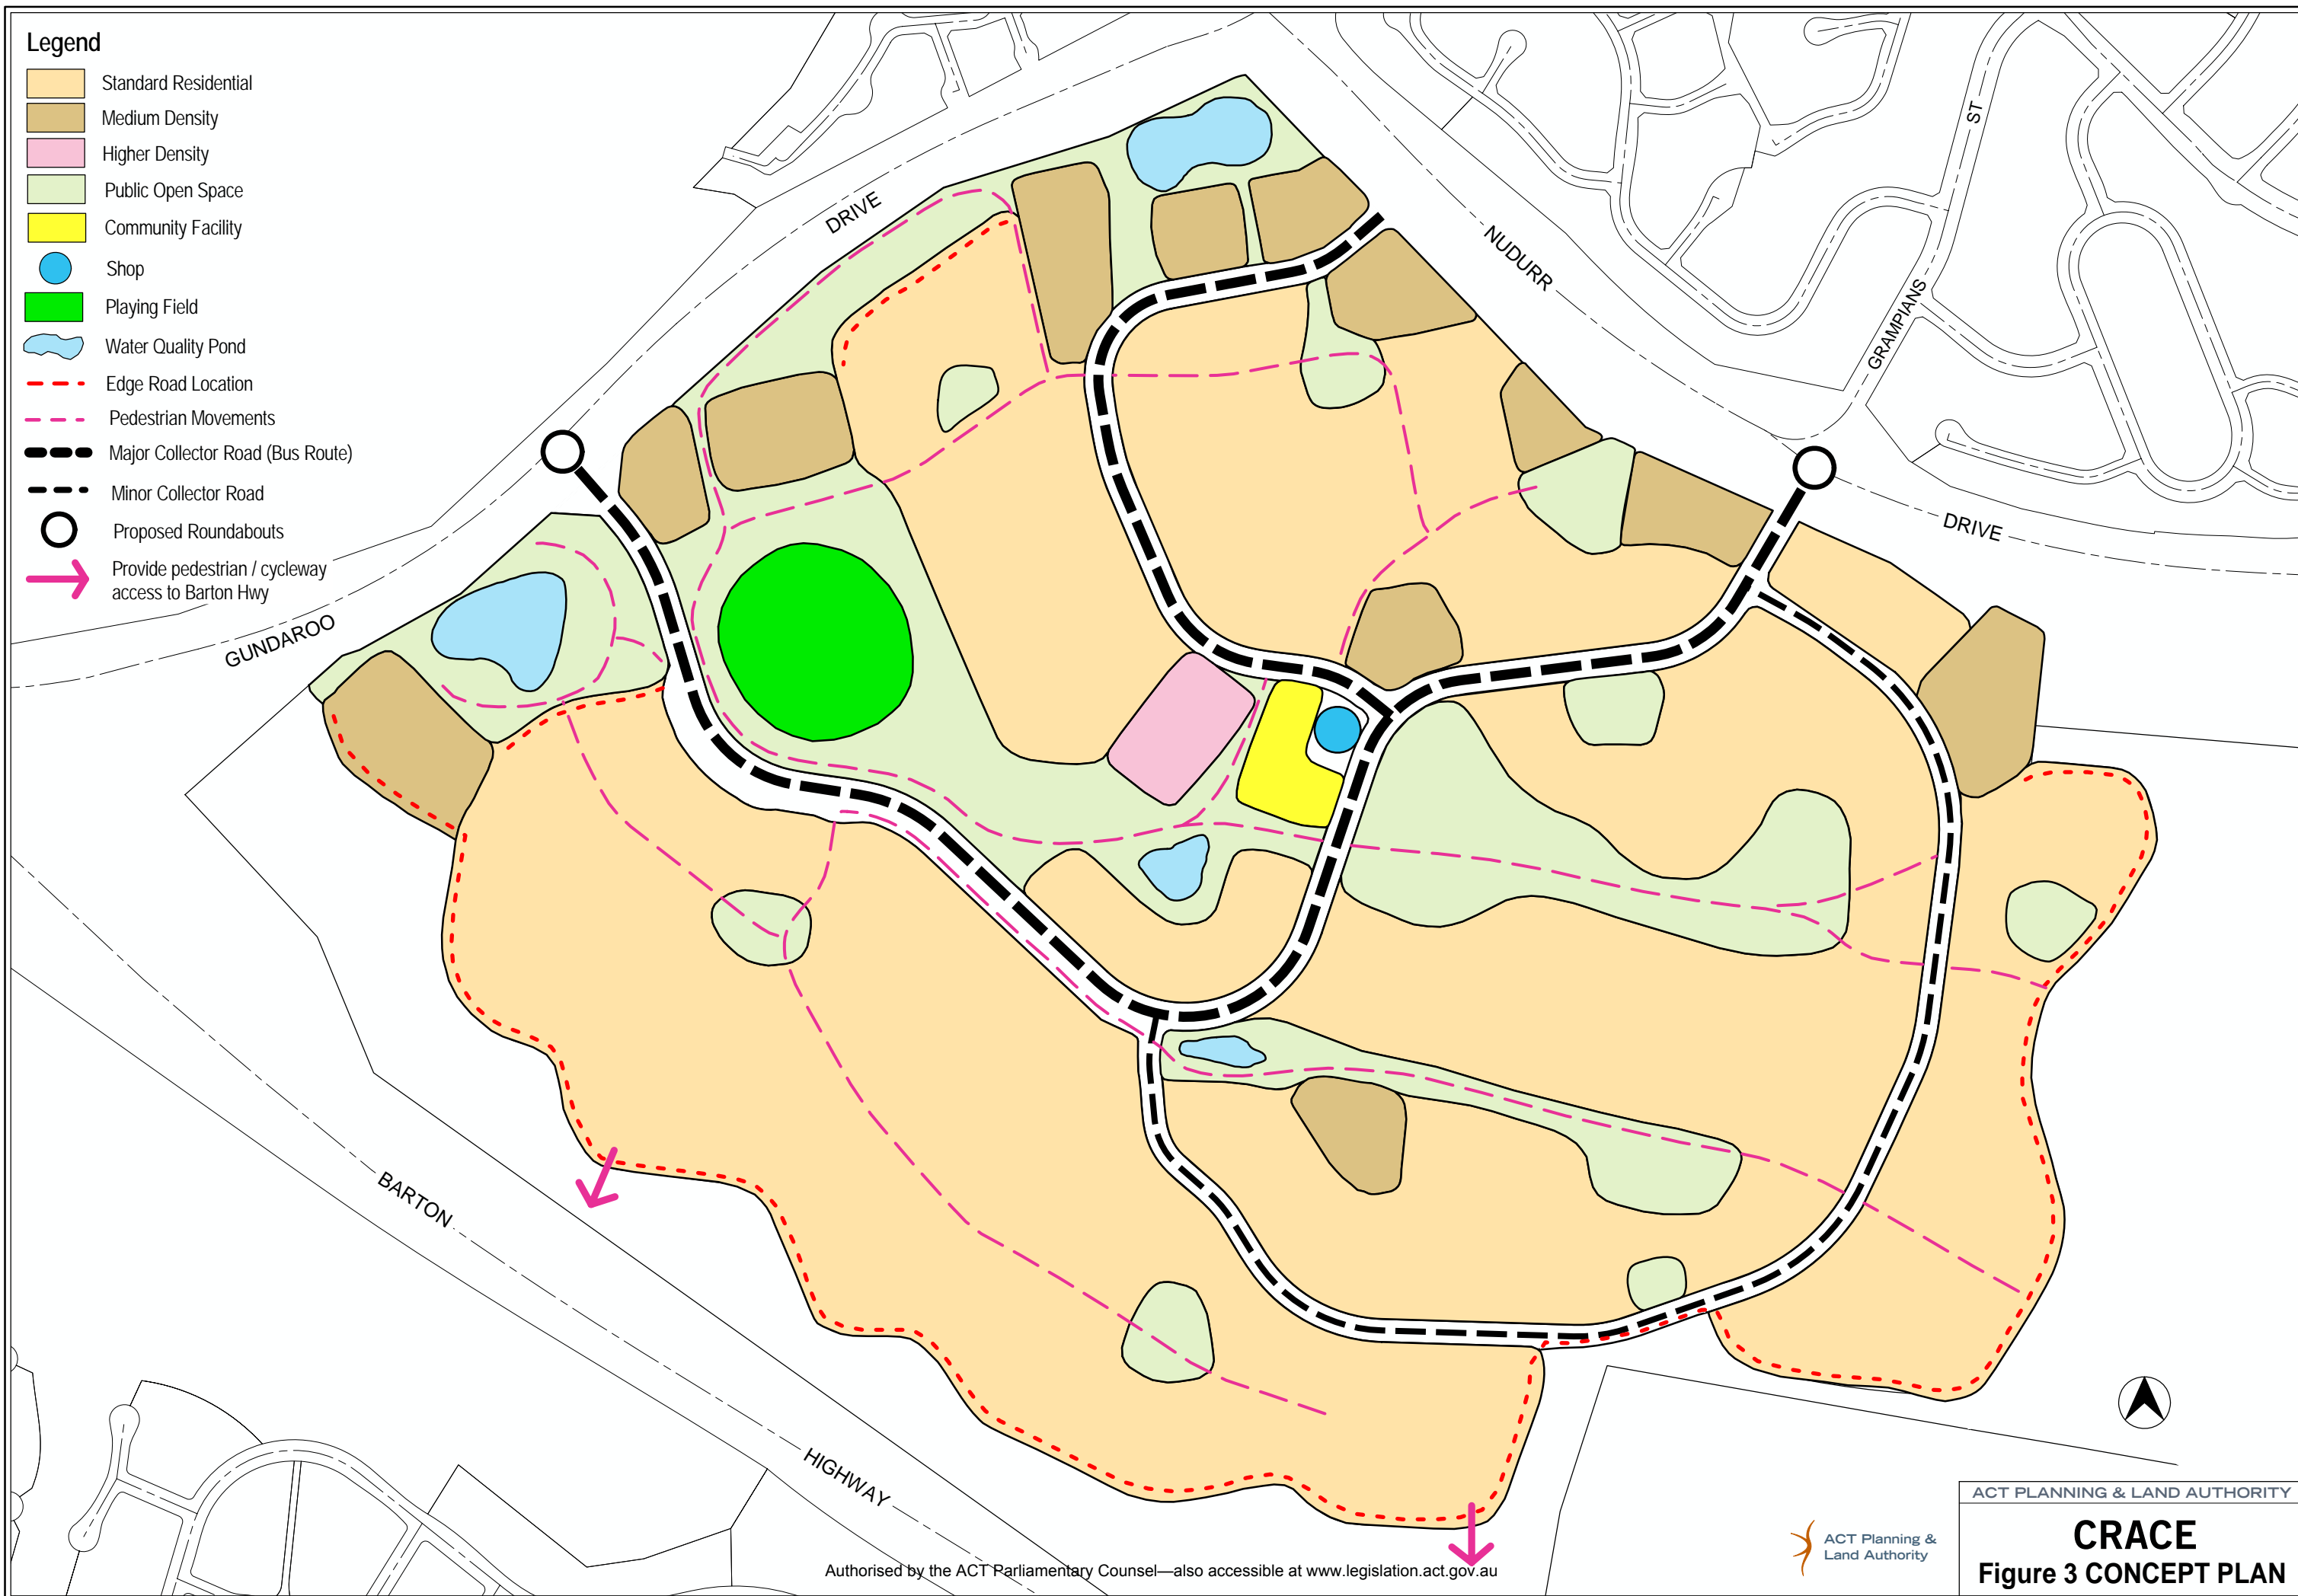 Legend
Standard Residential
Medium Density
Higher Density
Public Open Space
Community Facility
Shop
Playing Field
Water Quality Pond
Edge Road Location
Pedestrian Movements
Major Collector Road (Bus Route)
Minor Collector Road
Proposed Roundabouts
Provide pedestrian / cycleway
access to Barton Hwy
GUNDAROO
DRIVE
NUDURR
DRIVE
GRAMPIANS
ST
BARTON
HIGHWAY
Authorised by the ACT Parliamentary Counsel—also accessible at www.legislation.act.gov.au
ACT Planning &
Land Authority
ACT PLANNING & LAND AUTHORITY
CRACE
Figure 3 CONCEPT PLAN